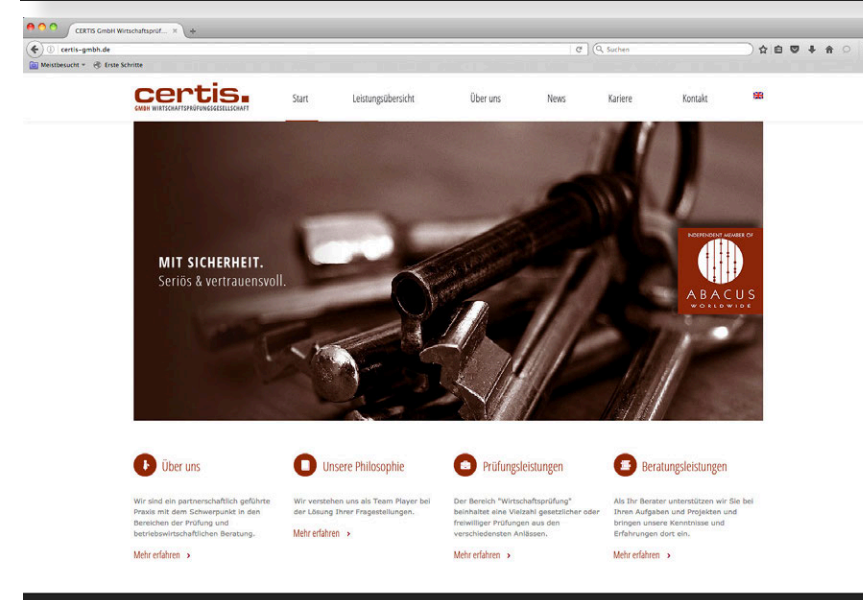 CERTIS GmbH Wirtschaftsprüf...
certis-gmbh.de
Suchen
Meistbesucht
Erste Schritte
certis.
GMBH WIRTSCHAFTSPRÜFUNGSGESELLSCHAFT
Start Leistungsübersicht Über uns News Kariere Kontakt
MIT SICHERHEIT.
Seriös & vertrauensvoll.
INDEPENDENT MEMBER OF
ABACUS
WORLDWIDE
Über uns
Wir sind ein partnerschaftlich geführte
Praxis mit dem Schwerpunkt in den
Bereichen der Prüfung und
betriebswirtschaftlichen Beratung.
Mehr erfahren ›
Unsere Philosophie
Wir verstehen uns als Team Player bei
der Lösung Ihrer Fragestellungen.
Mehr erfahren ›
Prüfungsleistungen
Der Bereich "Wirtschaftsprüfung"
beinhaltet eine Vielzahl gesetzlicher oder
freiwilliger Prüfungen aus den
verschiedensten Anlässen.
Mehr erfahren ›
Beratungsleistungen
Als Ihr Berater unterstützen wir Sie bei
Ihren Aufgaben und Projekten und
bringen unsere Kenntnisse und
Erfahrungen dort ein.
Mehr erfahren ›